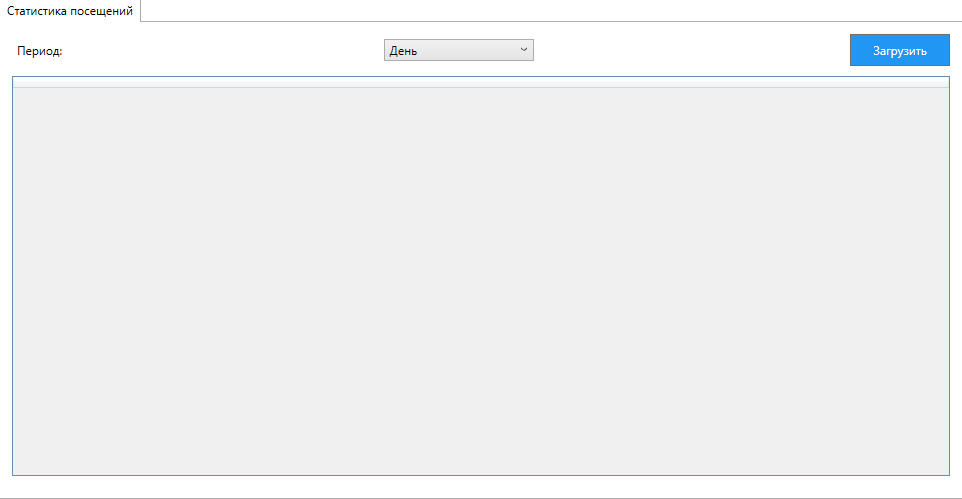 Статистика посещений
Период:
День
Загрузить